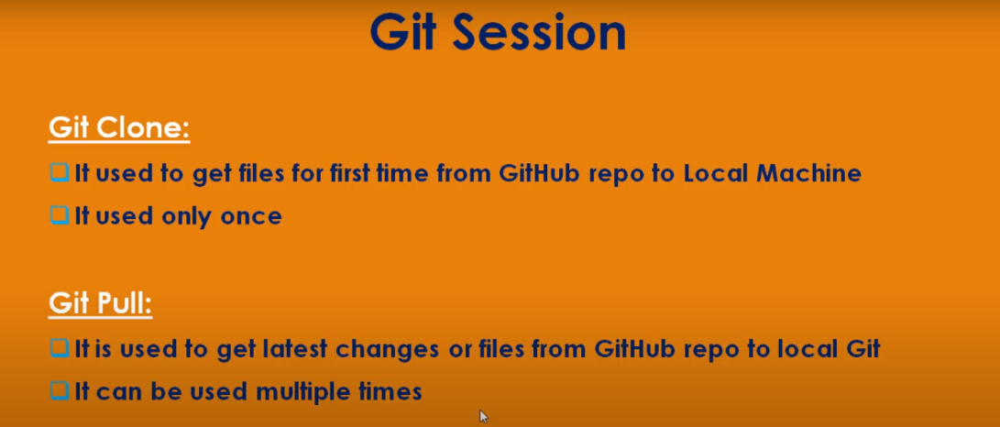 Git Session
Git Clone:
It used to get files for first time from GitHub repo to Local Machine
It used only once
Git Pull:
It is used to get latest changes or files from GitHub repo to local Git
It can be used multiple times